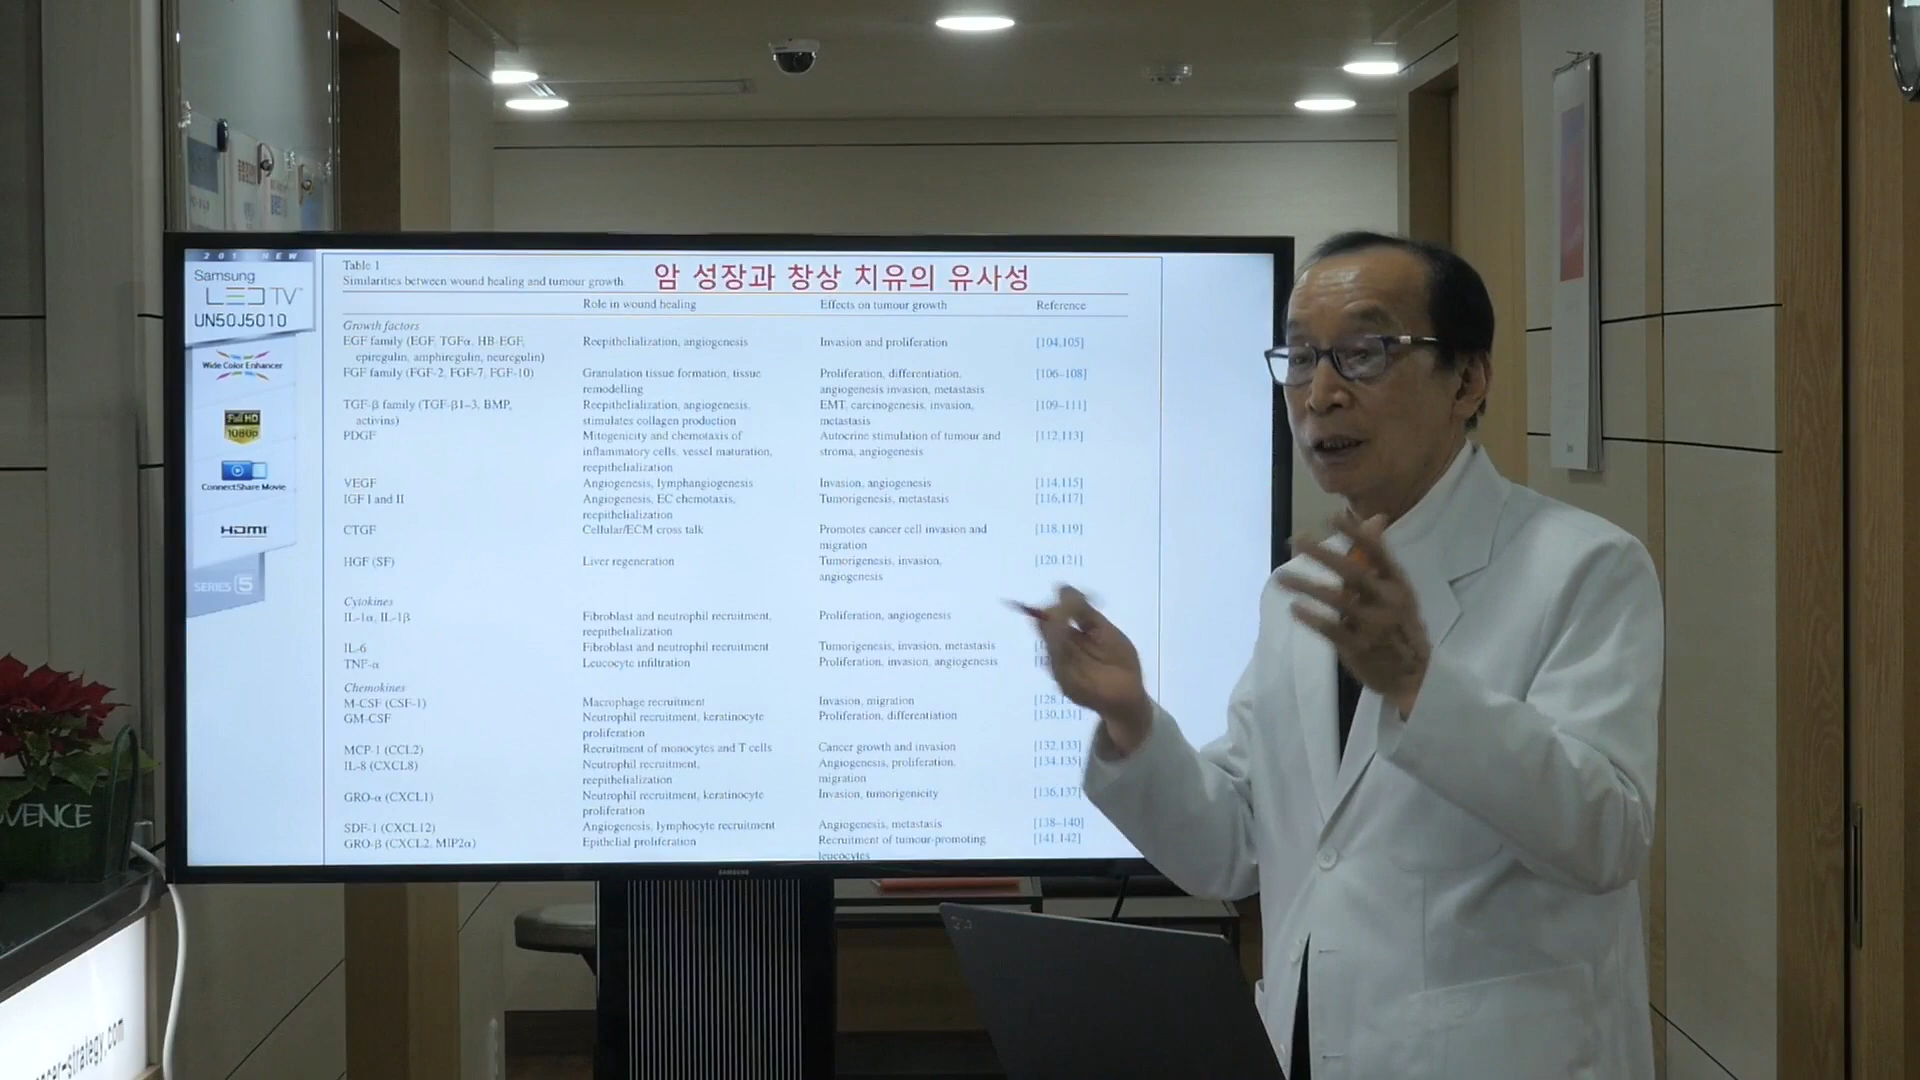 201 NEW
Samsung
LED TV
UN50J5010
Wide Color Enhancer
Full HD
1080p
ConnectShare Movie
HDMI
SERIES 5
Table 1
Similarities between wound healing and tumour growth.
암 성장과 창상 치유의 유사성
Role in wound healing Effects on tumour growth Reference
Growth factors
EGF family (EGF, TGFα, HB-EGF, Reepithelialization, angiogenesis Invasion and proliferation [104,105]
epiregulin, amphiregulin, neuregulin)
FGF family (FGF-2, FGF-7, FGF-10) Granulation tissue formation, tissue Proliferation, differentiation, [106–108]
remodelling angiogenesis invasion, metastasis
TGF-β family (TGF-β1–3, BMP, Reepithelialization, angiogenesis, EMT, carcinogenesis, invasion, [109–111]
activins) stimulates collagen production metastasis
PDGF Mitogenicity and chemotaxis of Autocrine stimulation of tumour and [112,113]
inflammatory cells, vessel maturation, stroma, angiogenesis
reepithelialization
VEGF Angiogenesis, lymphangiogenesis Invasion, angiogenesis [114,115]
IGF I and II Angiogenesis, EC chemotaxis, Tumorigenesis, metastasis [116,117]
reepithelialization
CTGF Cellular/ECM cross talk Promotes cancer cell invasion and [118,119]
migration
HGF (SF) Liver regeneration Tumorigenesis, invasion, [120,121]
angiogenesis
Cytokines
IL-1α, IL-1β Fibroblast and neutrophil recruitment, Proliferation, angiogenesis
reepithelialization
IL-6 Fibroblast and neutrophil recruitment Tumorigenesis, invasion, metastasis
TNF-α Leucocyte infiltration Proliferation, invasion, angiogenesis
Chemokines
M-CSF (CSF-1) Macrophage recruitment Invasion, migration [128,
GM-CSF Neutrophil recruitment, keratinocyte Proliferation, differentiation [130,131]
proliferation
MCP-1 (CCL2) Recruitment of monocytes and T cells Cancer growth and invasion [132,133]
IL-8 (CXCL8) Neutrophil recruitment, Angiogenesis, proliferation, [134,135]
reepithelialization migration
GRO-α (CXCL1) Neutrophil recruitment, keratinocyte Invasion, tumorigenicity [136,137]
proliferation
SDF-1 (CXCL12) Angiogenesis, lymphocyte recruitment Angiogenesis, metastasis [138–140]
GRO-β (CXCL2, MIP2α) Epithelial proliferation Recruitment of tumour-promoting [141,142]
leucocytes
SAMSUNG
VENCE
ncer-strategy.com